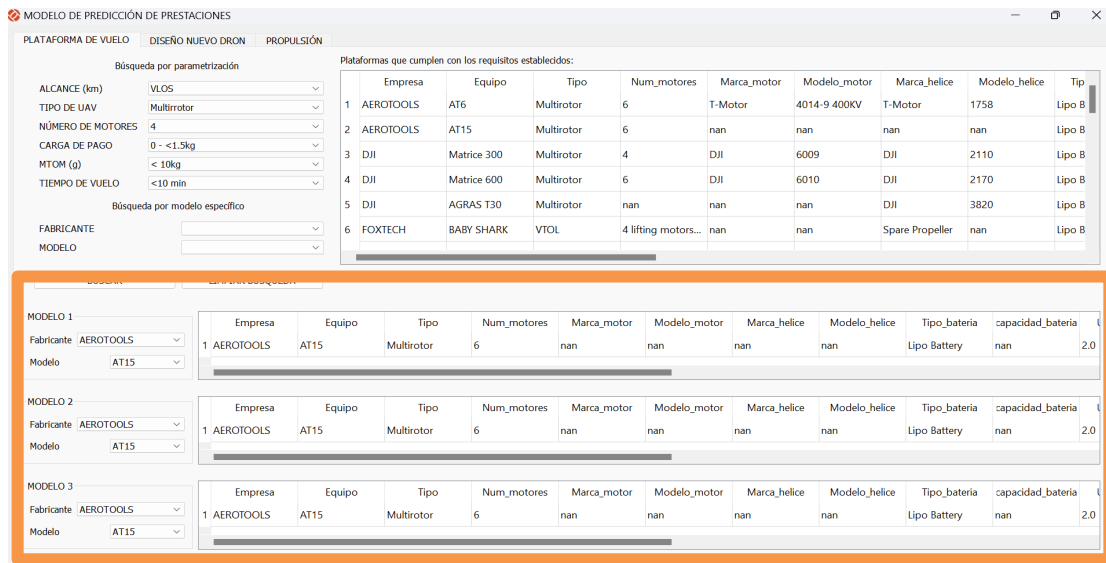 MODELO DE PREDICCIÓN DE PRESTACIONES
PLATAFORMA DE VUELO DISEÑO NUEVO DRON PROPULSIÓN
Búsqueda por parametrización
ALCANCE (km) VLOS
TIPO DE UAV Multirrotor
NÚMERO DE MOTORES 4
CARGA DE PAGO 0 - <1.5kg
MTOM (g) < 10kg
TIEMPO DE VUELO <10 min
Búsqueda por modelo específico
FABRICANTE
MODELO
Plataformas que cumplen con los requisitos establecidos:
Empresa Equipo Tipo Num_motores Marca_motor Modelo_motor Marca_helice Modelo_helice Tip
1 AEROTOOLS AT6 Multirotor 6 T-Motor 4014-9 400KV T-Motor 1758 Lipo B
2 AEROTOOLS AT15 Multirotor 6 nan nan nan nan Lipo B
3 DJI Matrice 300 Multirotor 4 DJI 6009 DJI 2110 Lipo B
4 DJI Matrice 600 Multirotor 6 DJI 6010 DJI 2170 Lipo B
5 DJI AGRAS T30 Multirotor nan nan nan DJI 3820 Lipo B
6 FOXTECH BABY SHARK VTOL 4 lifting motors... nan nan Spare Propeller nan Lipo B
MODELO 1
Fabricante AEROTOOLS
Modelo AT15
Empresa Equipo Tipo Num_motores Marca_motor Modelo_motor Marca_helice Modelo_helice Tipo_bateria capacidad_bateria
1 AEROTOOLS AT15 Multirotor 6 nan nan nan nan Lipo Battery nan 2.0
MODELO 2
Fabricante AEROTOOLS
Modelo AT15
Empresa Equipo Tipo Num_motores Marca_motor Modelo_motor Marca_helice Modelo_helice Tipo_bateria capacidad_bateria
1 AEROTOOLS AT15 Multirotor 6 nan nan nan nan Lipo Battery nan 2.0
MODELO 3
Fabricante AEROTOOLS
Modelo AT15
Empresa Equipo Tipo Num_motores Marca_motor Modelo_motor Marca_helice Modelo_helice Tipo_bateria capacidad_bateria
1 AEROTOOLS AT15 Multirotor 6 nan nan nan nan Lipo Battery nan 2.0